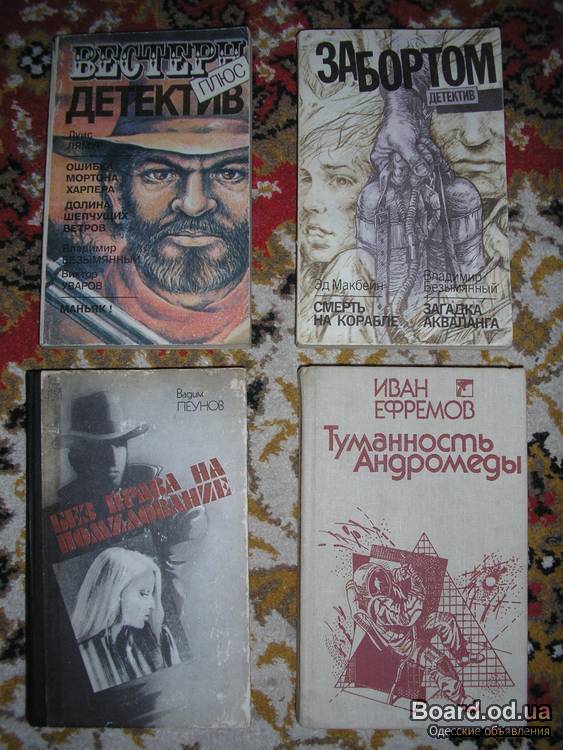 ВЕСТЕРН
ПЛЮС
ДЕТЕКТИВ
Луис
ЛЯМУР
ОШИБКА
МОРТОНА
ХАРПЕРА
ДОЛИНА
ШЕПЧУЩИХ
ВЕТРОВ
Владимир
БЕЗЫМЯННЫЙ
Виктор
УВАРОВ
МАНЬЯК !
ЗА БОРТОМ
ДЕТЕКТИВ
Эд Макбейн
СМЕРТЬ
НА КОРАБЛЕ
Владимир
Безымянный
ЗАГАДКА
АКВАЛАНГА
Вадим
ПЕУНОВ
БЕЗ ПРАВА НА
ПОМИЛОВАНИЕ
ИВАН
ЕФРЕМОВ
Туманность
Андромеды
Board.od.ua
Одесские объявления